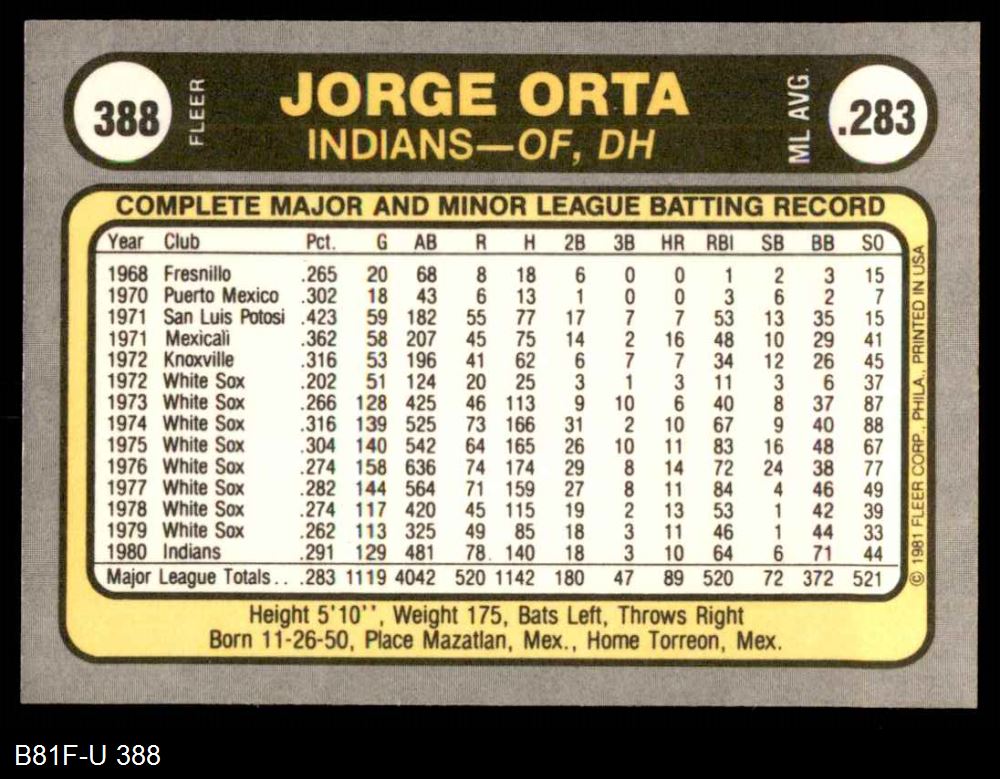 388 FLEER JORGE ORTA ML AVG. .283
INDIANS—OF, DH
COMPLETE MAJOR AND MINOR LEAGUE BATTING RECORD
Year Club Pct. G AB R H 2B 3B HR RBI SB BB SO
1968 Fresnillo .265 20 68 8 18 6 0 0 1 2 3 15
1970 Puerto Mexico .302 18 43 6 13 1 0 0 3 6 2 7
1971 San Luis Potosi .423 59 182 55 77 17 7 7 53 13 35 15
1971 Mexicali .362 58 207 45 75 14 2 16 48 10 29 41
1972 Knoxville .316 53 196 41 62 6 7 7 34 12 26 45
1972 White Sox .202 51 124 20 25 3 1 3 11 3 6 37
1973 White Sox .266 128 425 46 113 9 10 6 40 8 37 87
1974 White Sox .316 139 525 73 166 31 2 10 67 9 40 88
1975 White Sox .304 140 542 64 165 26 10 11 83 16 48 67
1976 White Sox .274 158 636 74 174 29 8 14 72 24 38 77
1977 White Sox .282 144 564 71 159 27 8 11 84 4 46 49
1978 White Sox .274 117 420 45 115 19 2 13 53 1 42 39
1979 White Sox .262 113 325 49 85 18 3 11 46 1 44 33
1980 Indians .291 129 481 78 140 18 3 10 64 6 71 44
Major League Totals.. .283 1119 4042 520 1142 180 47 89 520 72 372 521
© 1981 FLEER CORP., PHILA., PRINTED IN USA
Height 5'10'', Weight 175, Bats Left, Throws Right
Born 11-26-50, Place Mazatlan, Mex., Home Torreon, Mex.
B81F-U 388